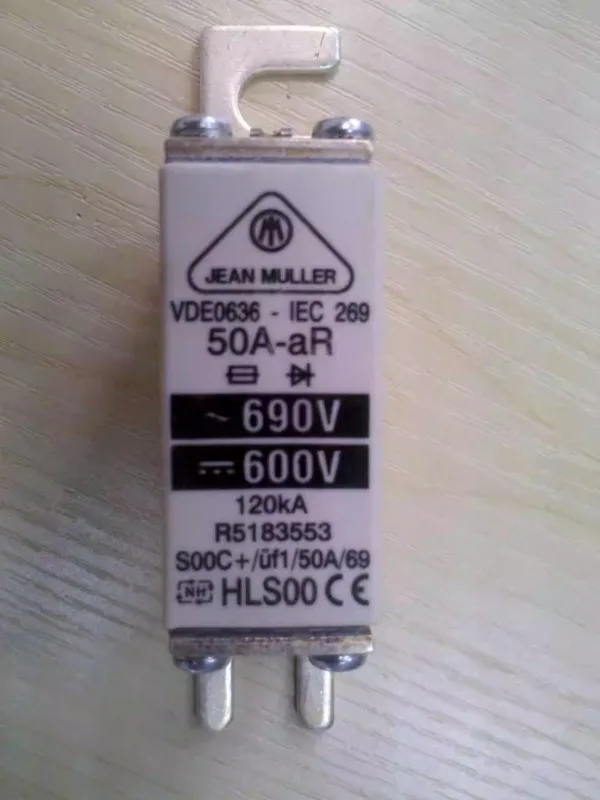 JEAN MULLER
VDE0636 - IEC 269
50A-aR
~ 690V
⎓ 600V
120kA
R5183553
S00C+/üf1/50A/69
NH HLS00 CE